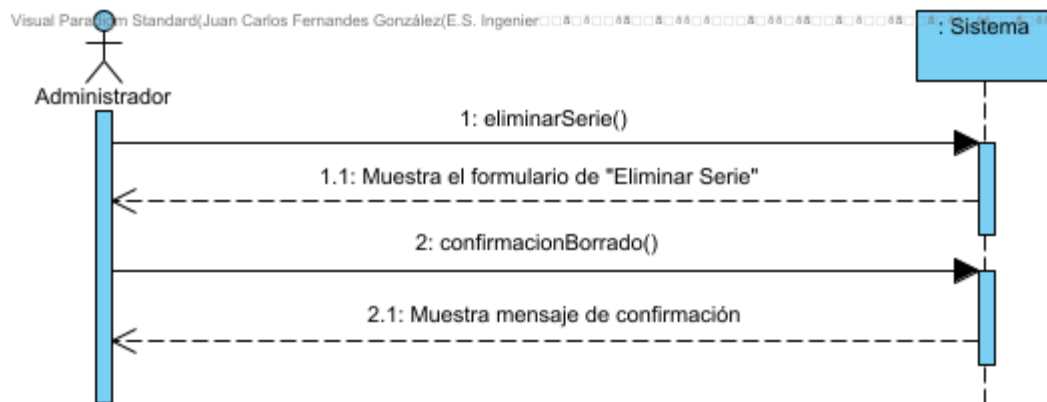 Visual Paradigm Standard(Juan Carlos Fernandes González(E.S. Ingenier
: Sistema
Administrador
1: eliminarSerie()
1.1: Muestra el formulario de "Eliminar Serie"
2: confirmacionBorrado()
2.1: Muestra mensaje de confirmación